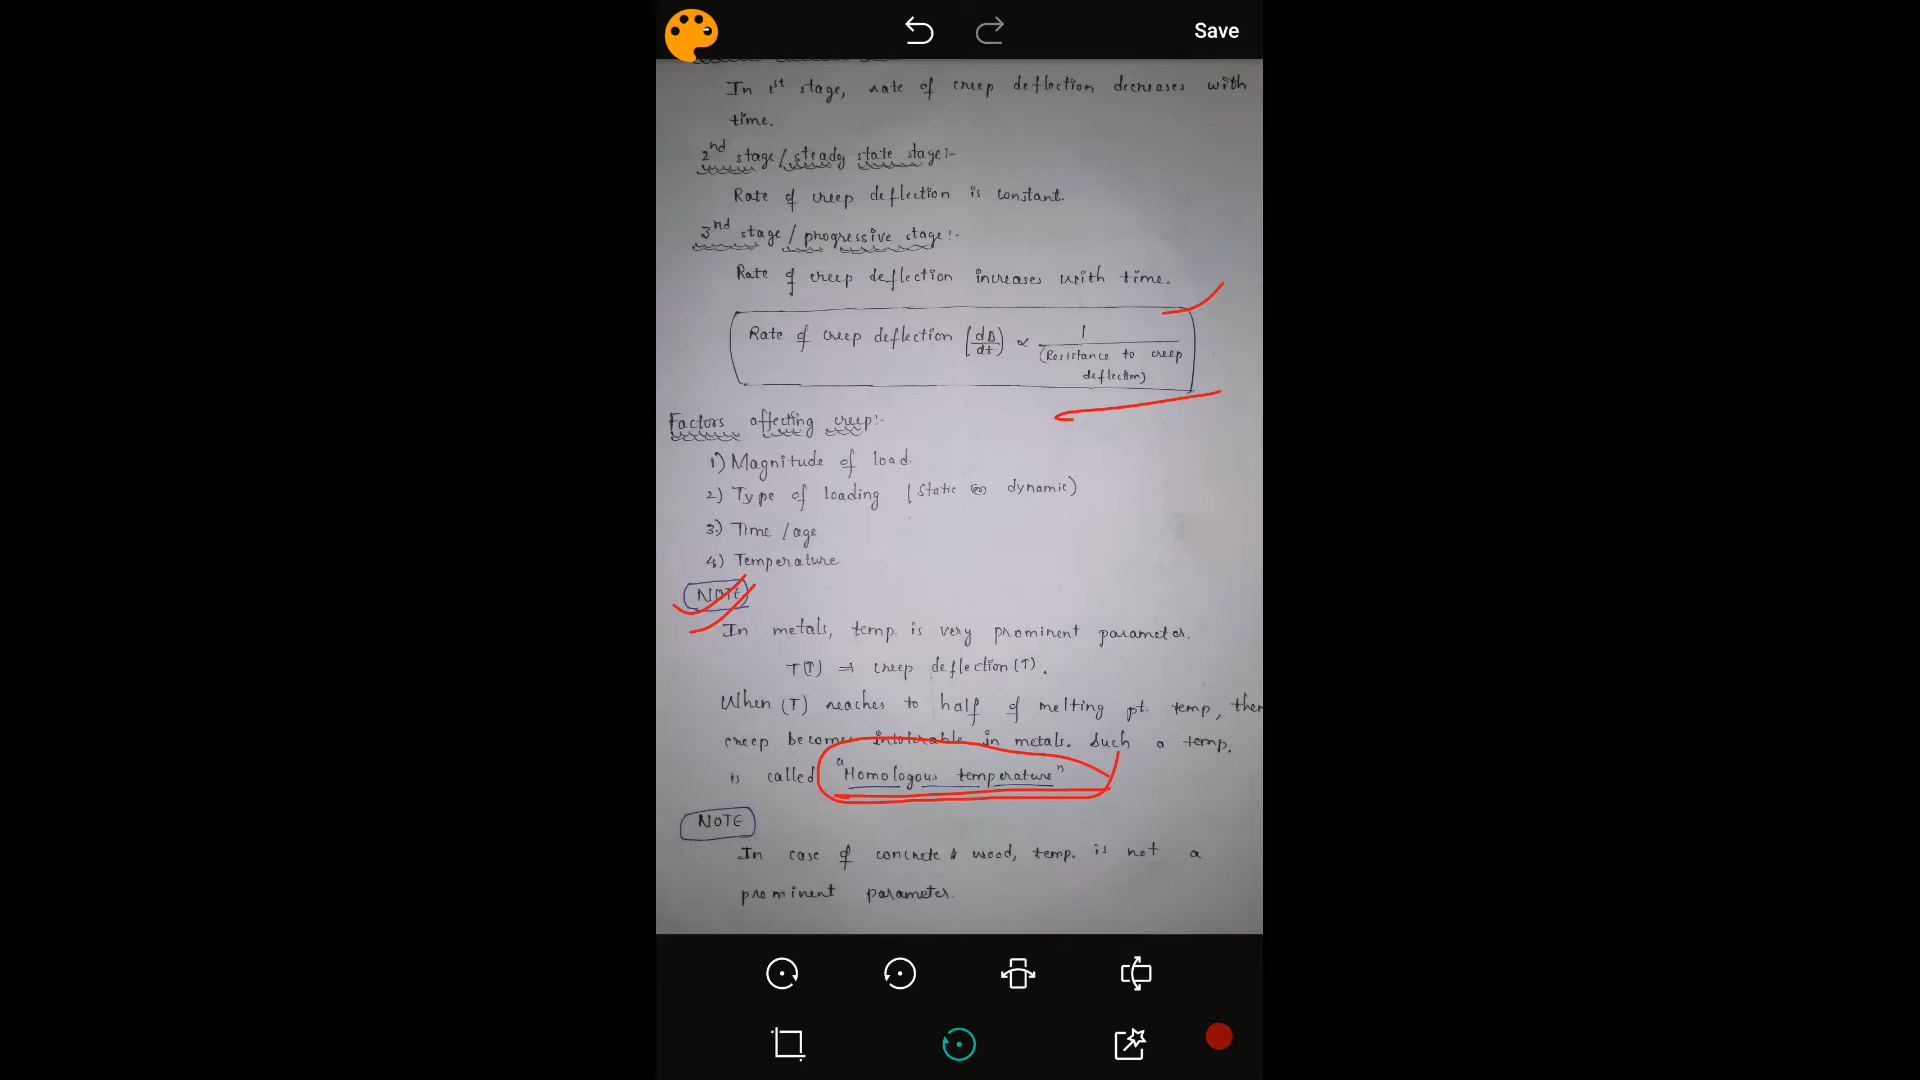 Save
In 1st stage, rate of creep deflection decreases with
time.
2nd stage/steady state stage:-
Rate of creep deflection is constant.
3nd stage / progressive stage:-
Rate of creep deflection increases with time.
Rate of creep deflection [dΔ/dt] ∝ 1/(Resistance to creep
deflection)
Factors affecting creep:-
1) Magnitude of load.
2) Type of loading (static or dynamic)
3) Time /age
4) Temperature
NOTE
In metals, temp. is very prominent parameter.
T(↑) ⇒ creep deflection(↑).
When (T) reaches to half of melting pt. temp, then
creep becomes intolerable in metals. Such a temp.
is called "Homologous temperature"
NOTE
In case of concrete & wood, temp. is not a
prominent parameter.